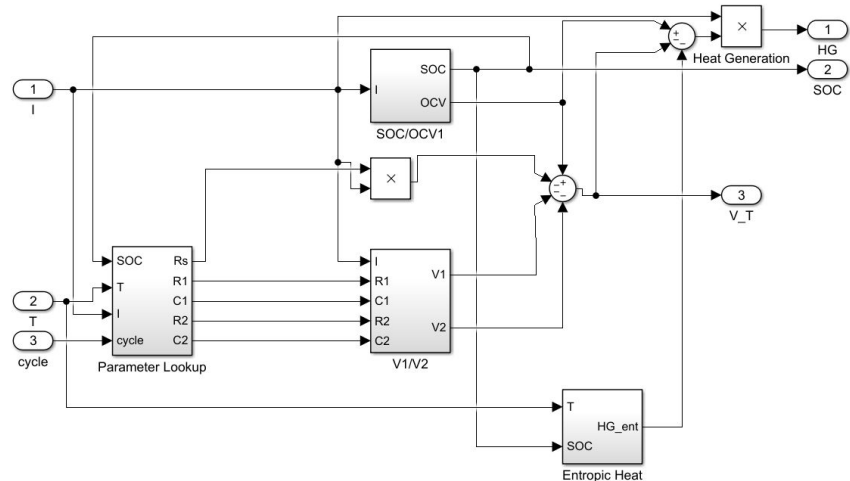 ×
1
HG
Heat Generation
+
−
−
2
SOC
1
I
I
SOC
OCV
SOC/OCV1
×
+
−
−
−
3
V_T
SOC
T
I
cycle
Rs
R1
C1
R2
C2
Parameter Lookup
I
R1
C1
R2
C2
V1
V2
V1/V2
2
T
3
cycle
T
SOC
HG_ent
Entropic Heat